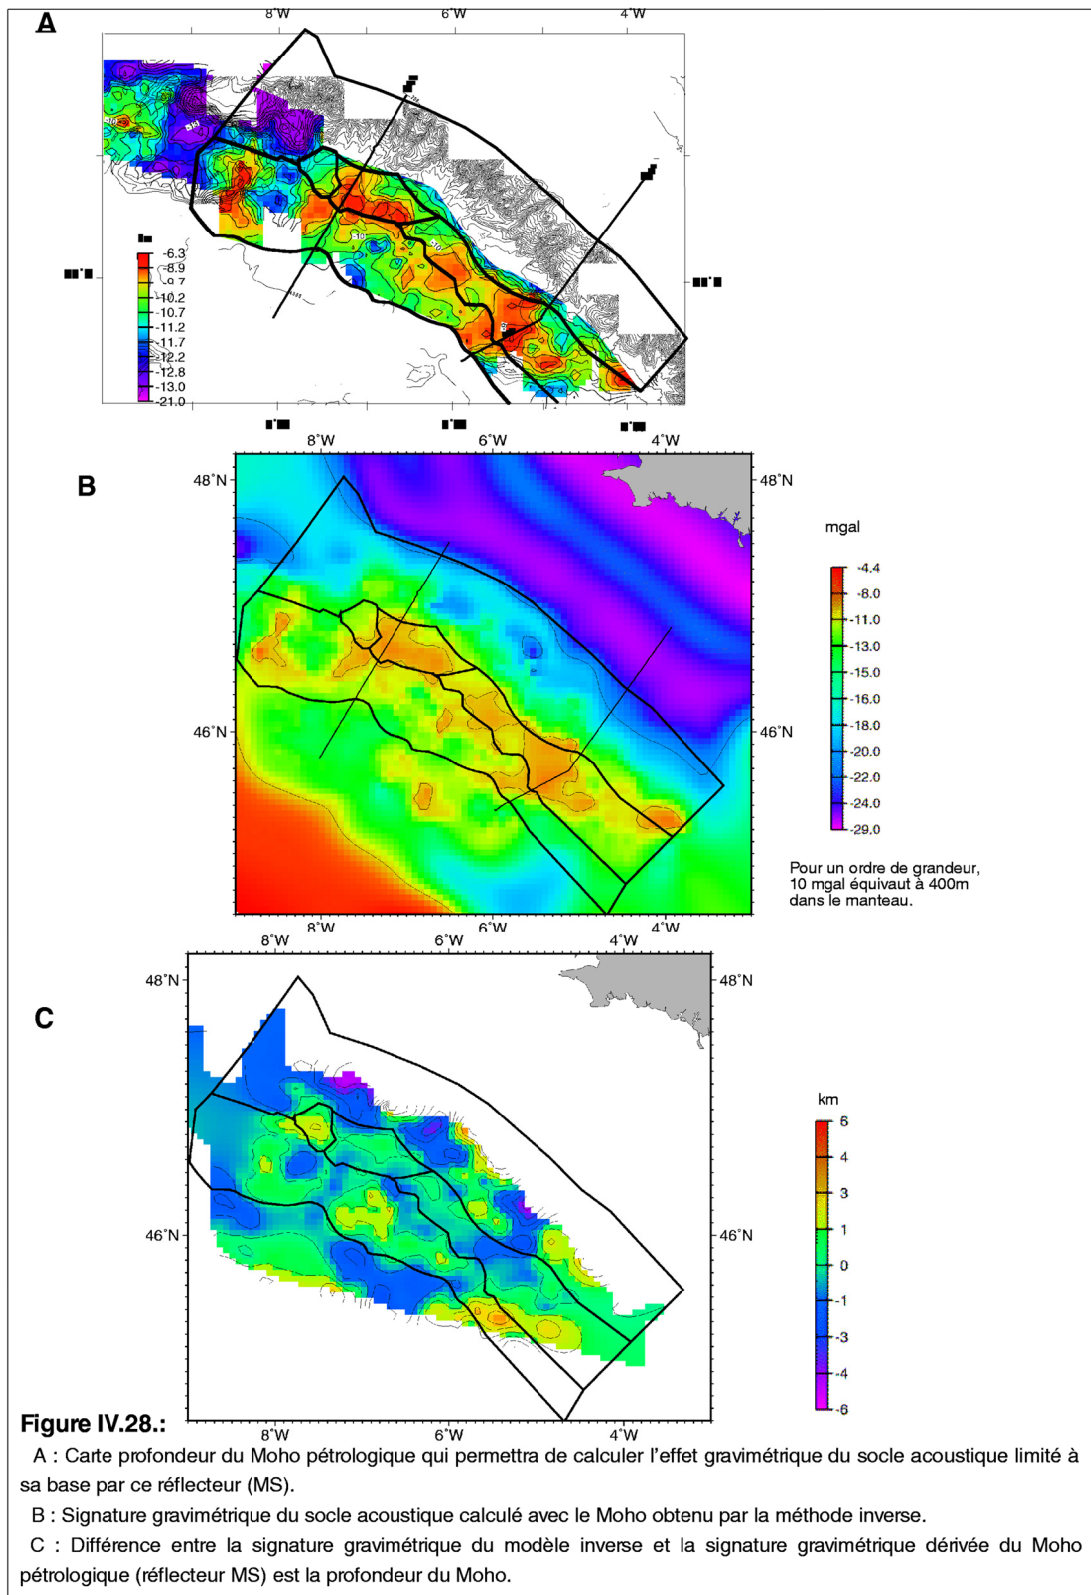 A
8°W 6°W 4°W
-10
-10
-6.3
-8.9
-9.7
-10.2
-10.7
-11.2
-11.7
-12.2
-12.8
-13.0
-21.0
B
8°W 6°W 4°W
48°N 48°N
46°N 46°N
8°W 6°W 4°W
mgal
-4.4
-8.0
-11.0
-13.0
-15.0
-16.0
-18.0
-20.0
-22.0
-24.0
-29.0
Pour un ordre de grandeur,
10 mgal équivaut à 400m
dans le manteau.
C
8°W 6°W 4°W
48°N 48°N
46°N 46°N
8°W 6°W 4°W
km
6
4
3
1
0
-1
-3
-4
-6
Figure IV.28.:
A : Carte profondeur du Moho pétrologique qui permettra de calculer l'effet gravimétrique du socle acoustique limité à
sa base par ce réflecteur (MS).
B : Signature gravimétrique du socle acoustique calculé avec le Moho obtenu par la méthode inverse.
C : Différence entre la signature gravimétrique du modèle inverse et la signature gravimétrique dérivée du Moho
pétrologique (réflecteur MS) est la profondeur du Moho.